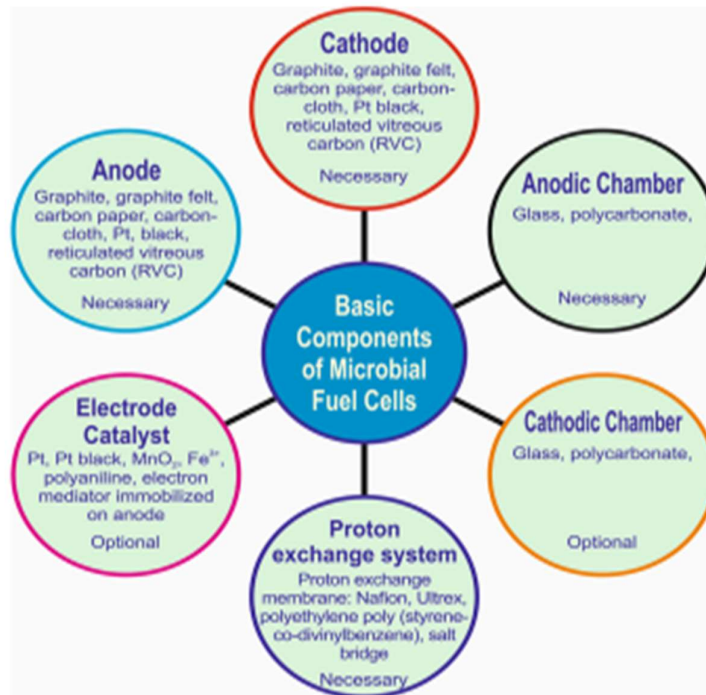 Cathode
Graphite, graphite felt,
carbon paper, carbon-
cloth, Pt black,
reticulated vitreous
carbon (RVC)
Necessary
Anode
Graphite, graphite felt,
carbon paper, carbon-
cloth, Pt, black,
reticulated vitreous
carbon (RVC)
Necessary
Anodic Chamber
Glass, polycarbonate,
Necessary
Basic
Components
of Microbial
Fuel Cells
Electrode
Catalyst
Pt, Pt black, MnO₂, Fe³⁺,
polyaniline, electron
mediator immobilized
on anode
Optional
Cathodic Chamber
Glass, polycarbonate,
Optional
Proton
exchange system
Proton exchange
membrane: Nafion, Ultrex,
polyethylene poly (styrene-
co-divinylbenzene), salt
bridge
Necessary